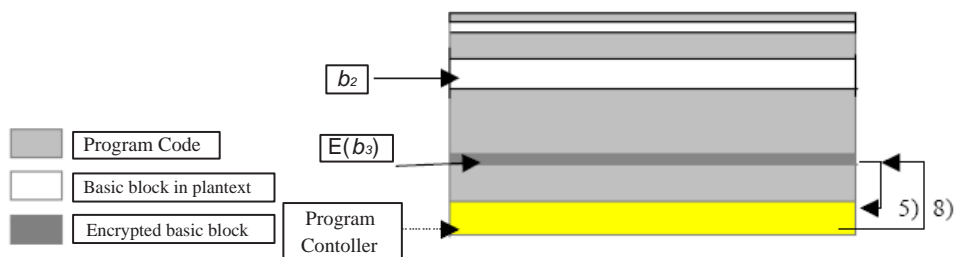 b2
E(b3)
Program Code
Basic block in plantext
Encrypted basic block
Program
Contoller
5) 8)